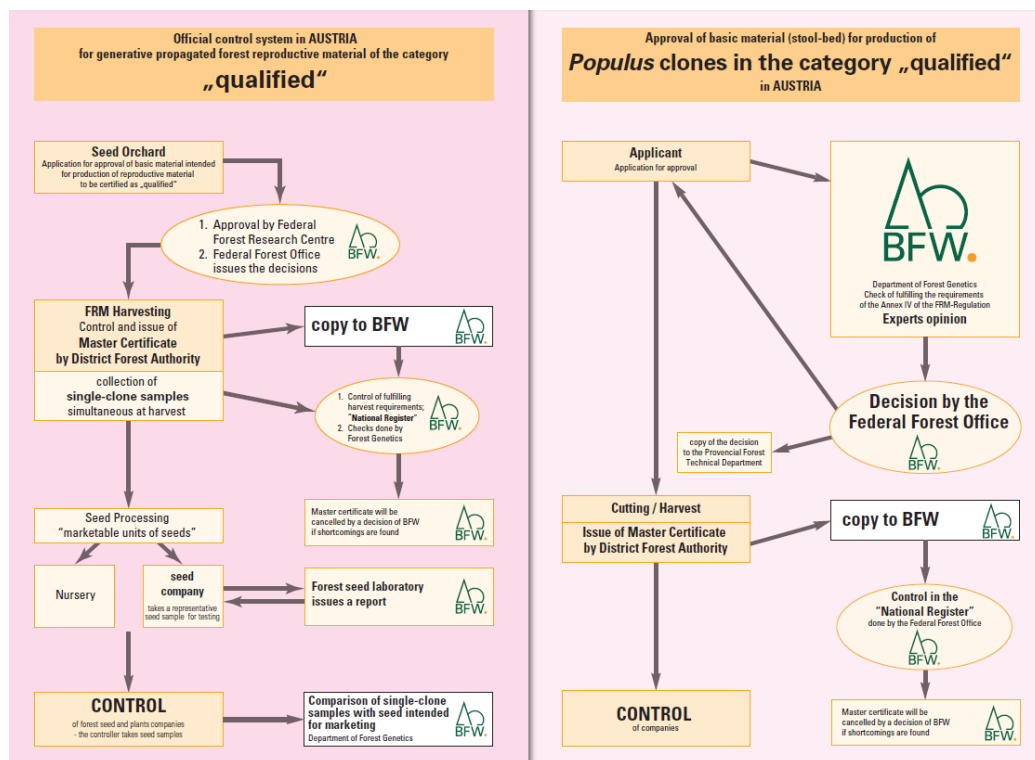 Official control system in AUSTRIA
for generative propagated forest reproductive material of the category
„qualified“
Seed Orchard
Application for approval of basic material intended
for production of reproductive material
to be certified as „qualified“
1. Approval by Federal
Forest Research Centre
2. Federal Forest Office
issues the decisions
BFW.
FRM Harvesting
Control and issue of
Master Certificate
by District Forest Authority
collection of
single-clone samples
simultaneous at harvest
copy to BFW
BFW.
1. Control of fulfilling
harvest requirements;
"National Register"
2. Checks done by
Forest Genetics
BFW.
Master certificate will be
cancelled by a decision of BFW
if shortcomings are found
BFW.
Seed Processing
"marketable units of seeds"
Nursery
seed
company
takes a representative
seed sample for testing
Forest seed laboratory
issues a report
BFW.
CONTROL
of forest seed and plants companies
- the controller takes seed samples
Comparison of single-clone
samples with seed intended
for marketing
Department of Forest Genetics
BFW.
Approval of basic material (stool-bed) for production of
Populus clones in the category „qualified“
in AUSTRIA
Applicant
Application for approval
BFW.
Department of Forest Genetics
Check of fulfilling the requirements
of the Annex IV of the FRM-Regulation
Experts opinion
Decision by the
Federal Forest Office
BFW.
copy of the decision
to the Provencial Forest
Technical Department
Cutting / Harvest
Issue of Master Certificate
by District Forest Authority
copy to BFW
BFW.
Control in the
"National Register"
done by the Federal Forest Office
BFW.
CONTROL
of companies
Master certificate will be
cancelled by a decision of BFW
if shortcomings are found
BFW.